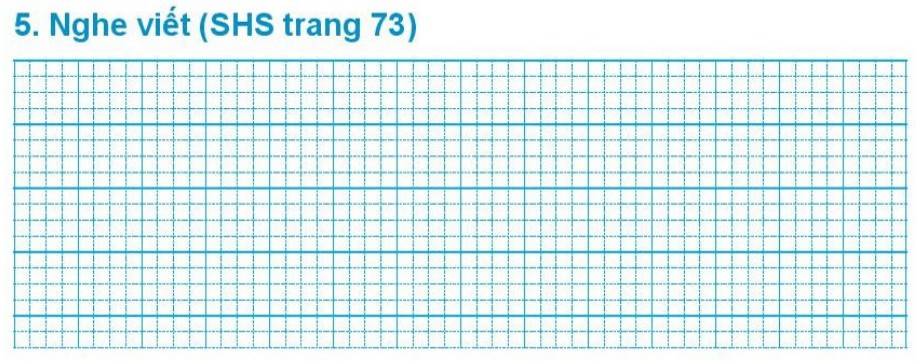 5. Nghe viết (SHS trang 73)